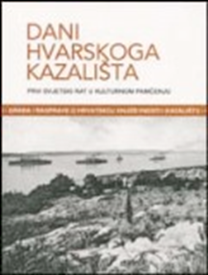 DANI
HVARSKOGA
KAZALIŠTA
PRVI SVJETSKI RAT U KULTURNOM PAMĆENJU
GRAĐA I RASPRAVE O HRVATSKOJ KNJIŽEVNOSTI I KAZALIŠTU